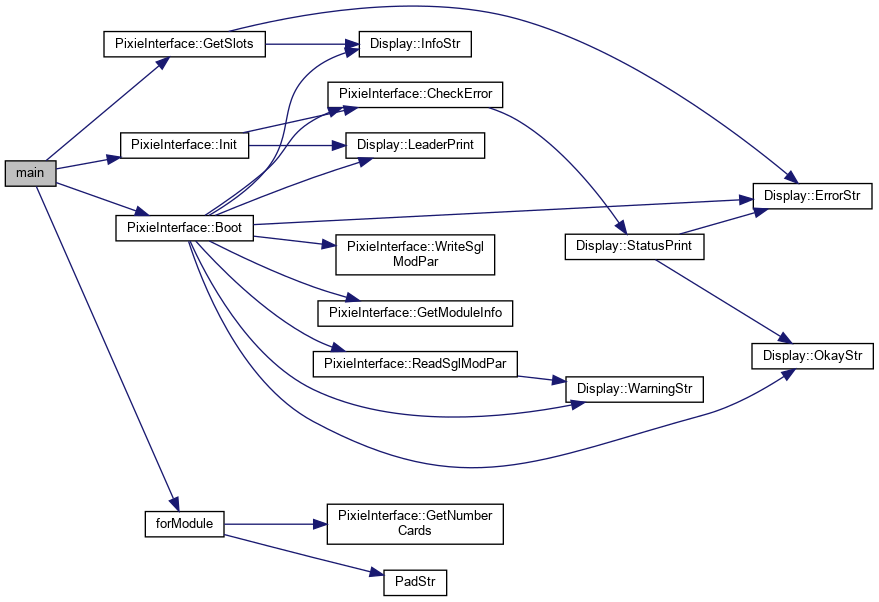 PixieInterface::GetSlots
Display::InfoStr
PixieInterface::CheckError
PixieInterface::Init
Display::LeaderPrint
main
Display::ErrorStr
PixieInterface::Boot
PixieInterface::WriteSgl
ModPar
Display::StatusPrint
PixieInterface::GetModuleInfo
PixieInterface::ReadSglModPar
Display::OkayStr
Display::WarningStr
forModule
PixieInterface::GetNumber
Cards
PadStr